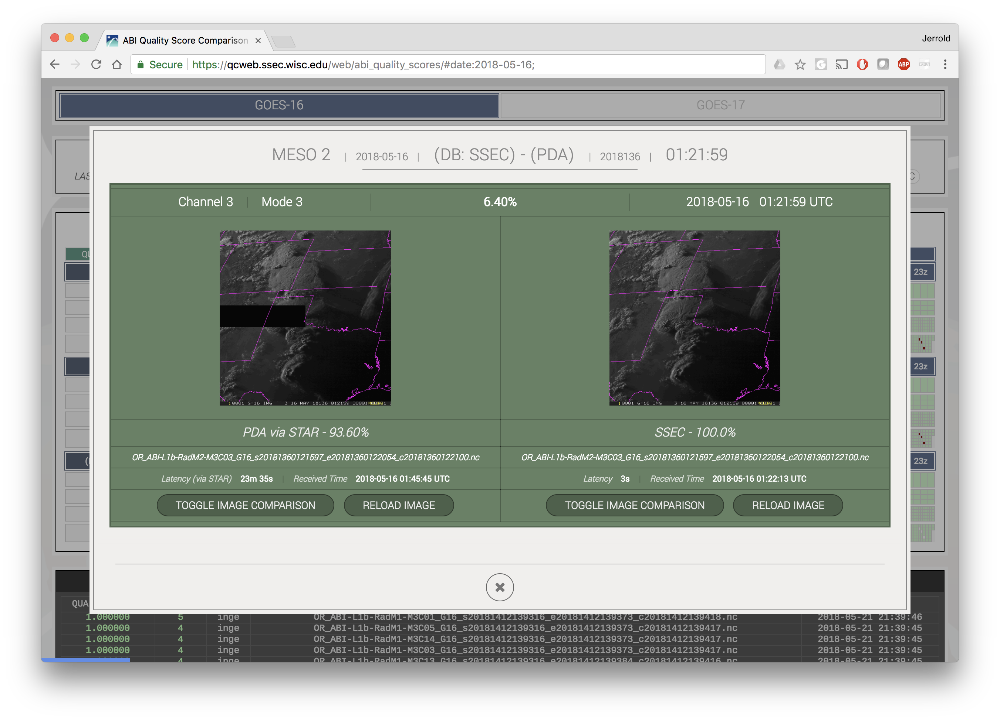 ABI Quality Score Comparison
Jerrold
Secure https://qcweb.ssec.wisc.edu/web/abi_quality_scores/#date:2018-05-16;
ABP
GOES-16 GOES-17
LAS C
MESO 2 | 2018-05-16 | (DB: SSEC) - (PDA) | 2018136 | 01:21:59
Channel 3 Mode 3 6.40% 2018-05-16 01:21:59 UTC
QU
23z
23z
( 23z
10001 G-16 IMG 3 16 MAY 18136 012159 00001
10001 G-16 IMG 3 16 MAY 18136 012159 00001
PDA via STAR - 93.60% SSEC - 100.0%
OR_ABI-L1b-RadM2-M3C03_G16_s20181360121597_e20181360122054_c20181360122100.nc OR_ABI-L1b-RadM2-M3C03_G16_s20181360121597_e20181360122054_c20181360122100.nc
Latency (via STAR) 23m 35s | Received Time 2018-05-16 01:45:45 UTC Latency 3s | Received Time 2018-05-16 01:22:13 UTC
TOGGLE IMAGE COMPARISON RELOAD IMAGE TOGGLE IMAGE COMPARISON RELOAD IMAGE
QUA
1.000000 5 inge OR_ABI-L1b-RadM1-M3C01_G16_s20181412139316_e20181412139373_c20181412139418.nc 2018-05-21 21:39:46
1.000000 4 inge OR_ABI-L1b-RadM1-M3C05_G16_s20181412139316_e20181412139373_c20181412139417.nc 2018-05-21 21:39:45
1.000000 4 inge OR_ABI-L1b-RadM1-M3C14_G16_s20181412139316_e20181412139373_c20181412139417.nc 2018-05-21 21:39:45
1.000000 4 inge OR_ABI-L1b-RadM1-M3C03_G16_s20181412139316_e20181412139373_c20181412139417.nc 2018-05-21 21:39:45
4 inge OR_ABI-L1b-RadM1-M3C13_G16_s20181412139316_e20181412139384_c20181412139416.nc 2018-05-21 21:39:45